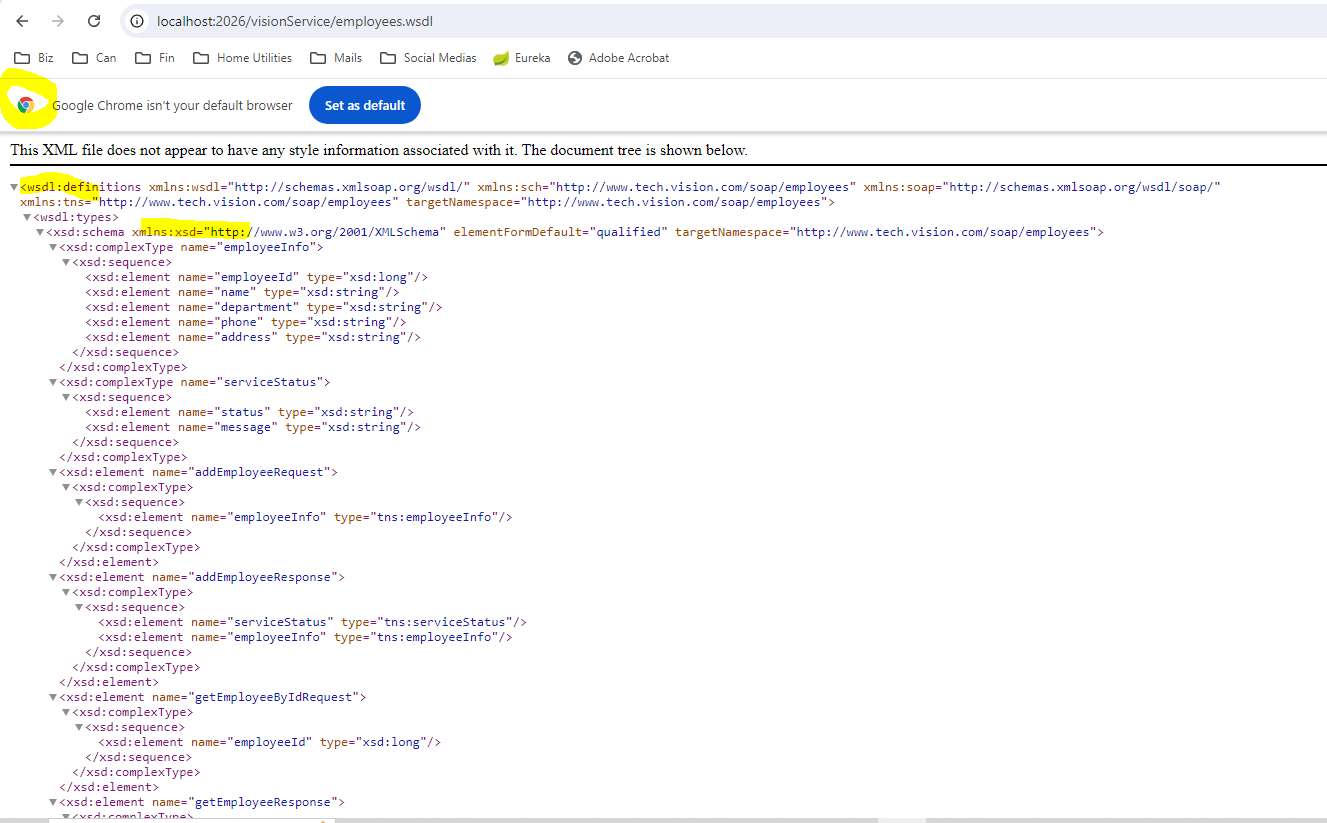 localhost:2026/visionService/employees.wsdl
Biz Can Fin Home Utilities Mails Social Medias Eureka Adobe Acrobat
Google Chrome isn't your default browser Set as default
This XML file does not appear to have any style information associated with it. The document tree is shown below.
<wsdl:definitions xmlns:wsdl="http://schemas.xmlsoap.org/wsdl/" xmlns:sch="http://www.tech.vision.com/soap/employees" xmlns:soap="http://schemas.xmlsoap.org/wsdl/soap/"
xmlns:tns="http://www.tech.vision.com/soap/employees" targetNamespace="http://www.tech.vision.com/soap/employees">
<wsdl:types>
<xsd:schema xmlns:xsd="http://www.w3.org/2001/XMLSchema" elementFormDefault="qualified" targetNamespace="http://www.tech.vision.com/soap/employees">
<xsd:complexType name="employeeInfo">
<xsd:sequence>
<xsd:element name="employeeId" type="xsd:long"/>
<xsd:element name="name" type="xsd:string"/>
<xsd:element name="department" type="xsd:string"/>
<xsd:element name="phone" type="xsd:string"/>
<xsd:element name="address" type="xsd:string"/>
</xsd:sequence>
</xsd:complexType>
<xsd:complexType name="serviceStatus">
<xsd:sequence>
<xsd:element name="status" type="xsd:string"/>
<xsd:element name="message" type="xsd:string"/>
</xsd:sequence>
</xsd:complexType>
<xsd:element name="addEmployeeRequest">
<xsd:complexType>
<xsd:sequence>
<xsd:element name="employeeInfo" type="tns:employeeInfo"/>
</xsd:sequence>
</xsd:complexType>
</xsd:element>
<xsd:element name="addEmployeeResponse">
<xsd:complexType>
<xsd:sequence>
<xsd:element name="serviceStatus" type="tns:serviceStatus"/>
<xsd:element name="employeeInfo" type="tns:employeeInfo"/>
</xsd:sequence>
</xsd:complexType>
</xsd:element>
<xsd:element name="getEmployeeByIdRequest">
<xsd:complexType>
<xsd:sequence>
<xsd:element name="employeeId" type="xsd:long"/>
</xsd:sequence>
</xsd:complexType>
</xsd:element>
<xsd:element name="getEmployeeResponse">
<xsd:complexType>